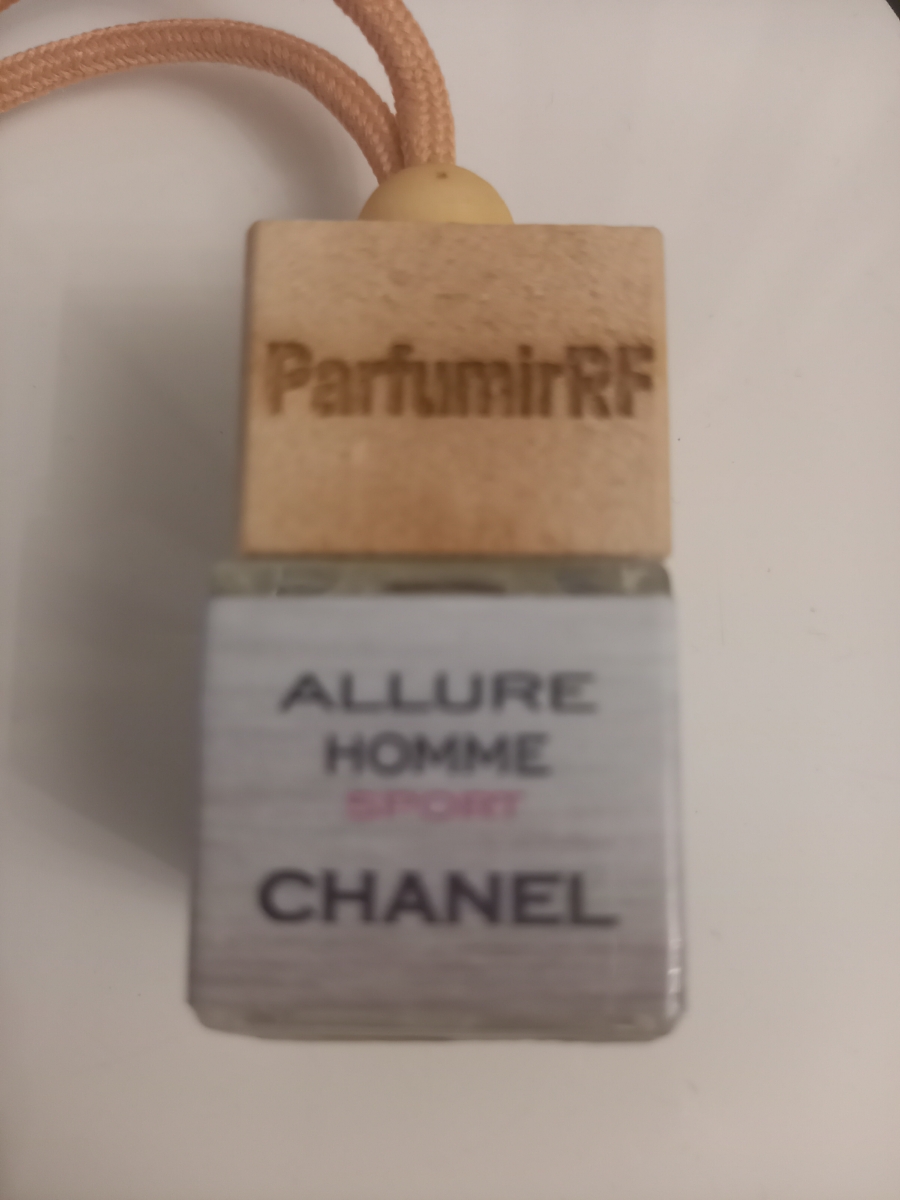 ParfumirRF
ALLURE
HOMME
SPORT
CHANEL